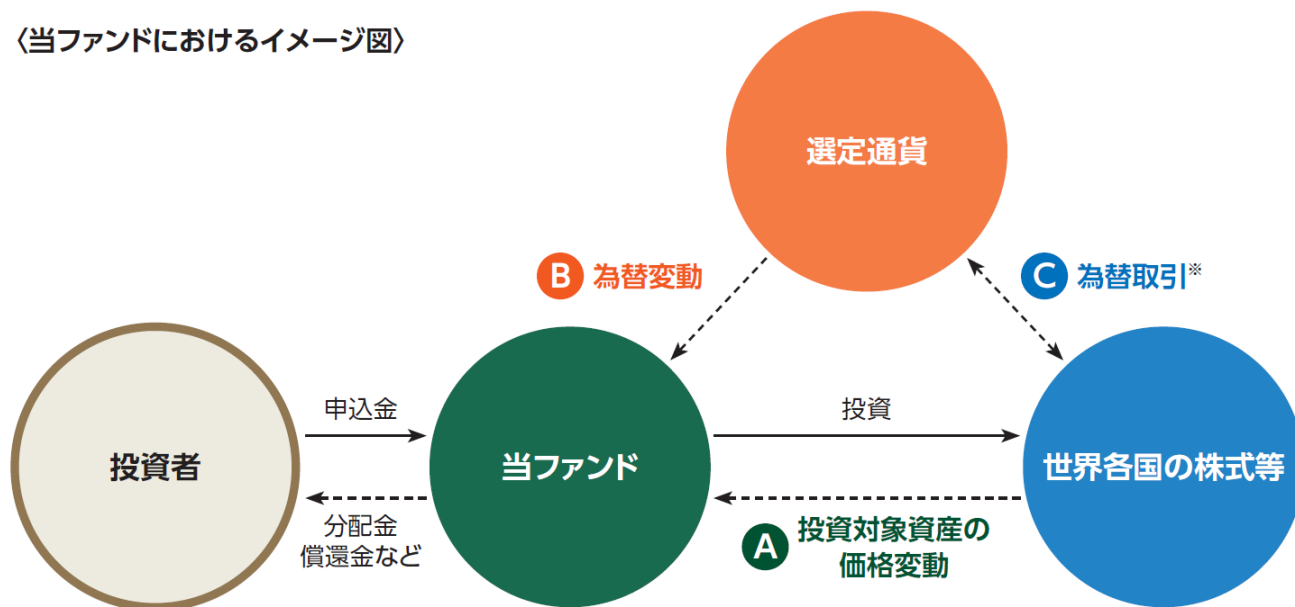 〈当ファンドにおけるイメージ図〉
選定通貨
B 為替変動
C 為替取引※
申込金
投資
投資者
当ファンド
世界各国の株式等
分配金
償還金など
A 投資対象資産の
価格変動